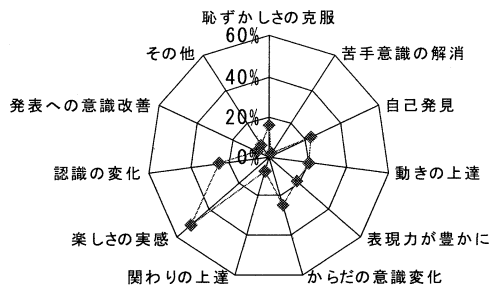 恥ずかしさの克服
60%
その他
苦手意識の解消
40%
発表への意識改善
自己発見
20%
0%
認識の変化
動きの上達
楽しさの実感
表現力が豊かに
関わりの上達
からだの意識変化